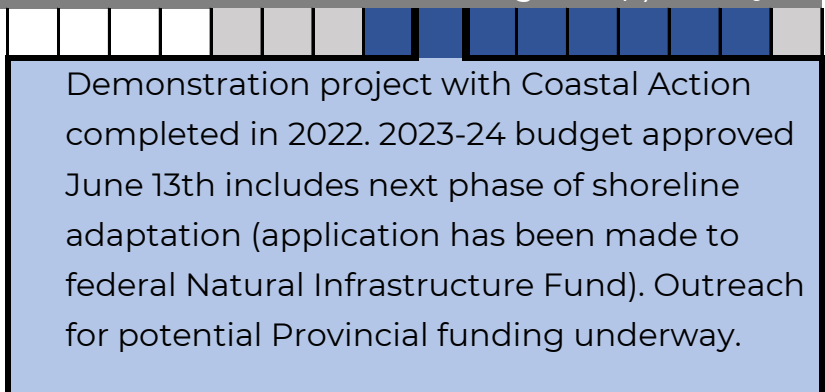 Demonstration project with Coastal Action
completed in 2022. 2023-24 budget approved
June 13th includes next phase of shoreline
adaptation (application has been made to
federal Natural Infrastructure Fund). Outreach
for potential Provincial funding underway.